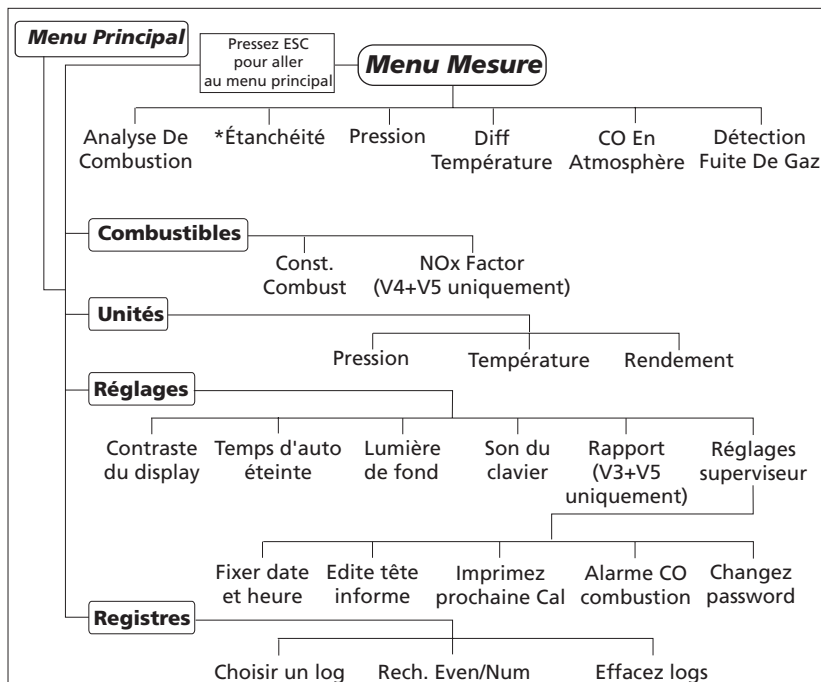 Menu Principal
Pressez ESC
pour aller
au menu principal
Menu Mesure
Analyse De
Combustion
*Étanchéité
Pression
Diff
Température
CO En
Atmosphère
Détection
Fuite De Gaz
Combustibles
Const.
Combust
NOx Factor
(V4+V5 uniquement)
Unités
Pression
Température
Rendement
Réglages
Contraste
du display
Temps d'auto
éteinte
Lumière
de fond
Son du
clavier
Rapport
(V3+V5
uniquement)
Réglages
superviseur
Fixer date
et heure
Edite tête
informe
Imprimez
prochaine Cal
Alarme CO
combustion
Changez
password
Registres
Choisir un log
Rech. Even/Num
Effacez logs